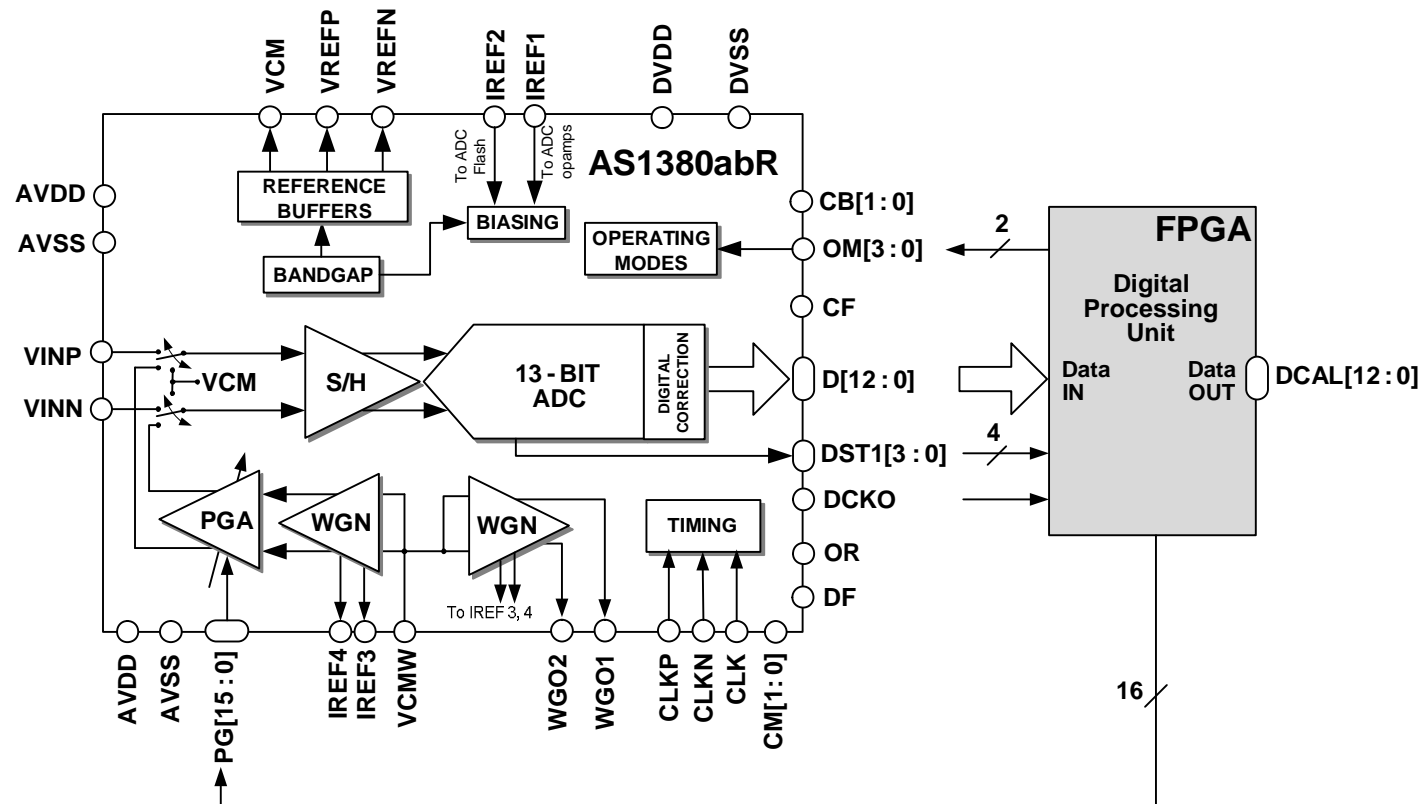 VCM
VREFP
VREFN
IREF2
IREF1
DVDD
DVSS
To ADC
Flash
To ADC
opamps
AS1380abR
AVDD
AVSS
REFERENCE
BUFFERS
BIASING
BANDGAP
OPERATING
MODES
CB[1:0]
OM[3:0]
CF
2
FPGA
Digital
Processing
Unit
VINP
VCM
VINN
S/H
13-BIT
ADC
DIGITAL
CORRECTION
D[12:0]
Data
IN
Data
OUT
DCAL[12:0]
DST1[3:0]
4
DCKO
PGA
WGN
WGN
TIMING
OR
DF
To IREF 3, 4
AVDD
AVSS
PG[15:0]
IREF4
IREF3
VCMW
WGO2
WGO1
CLKP
CLKN
CLK
CM[1:0]
16